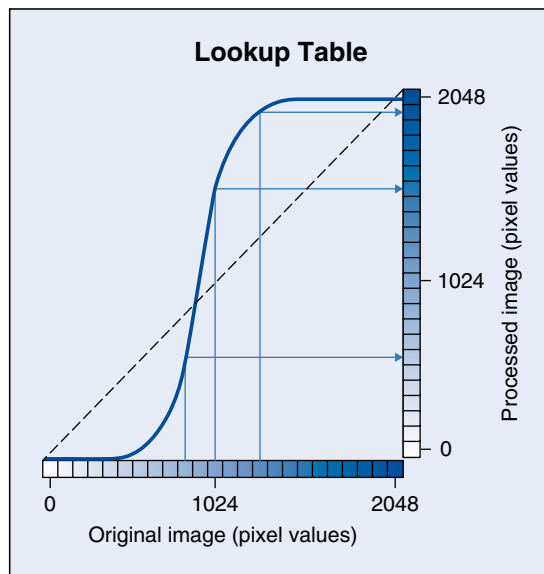 Lookup Table
2048
1024
0
Processed image (pixel values)
0 1024 2048
Original image (pixel values)